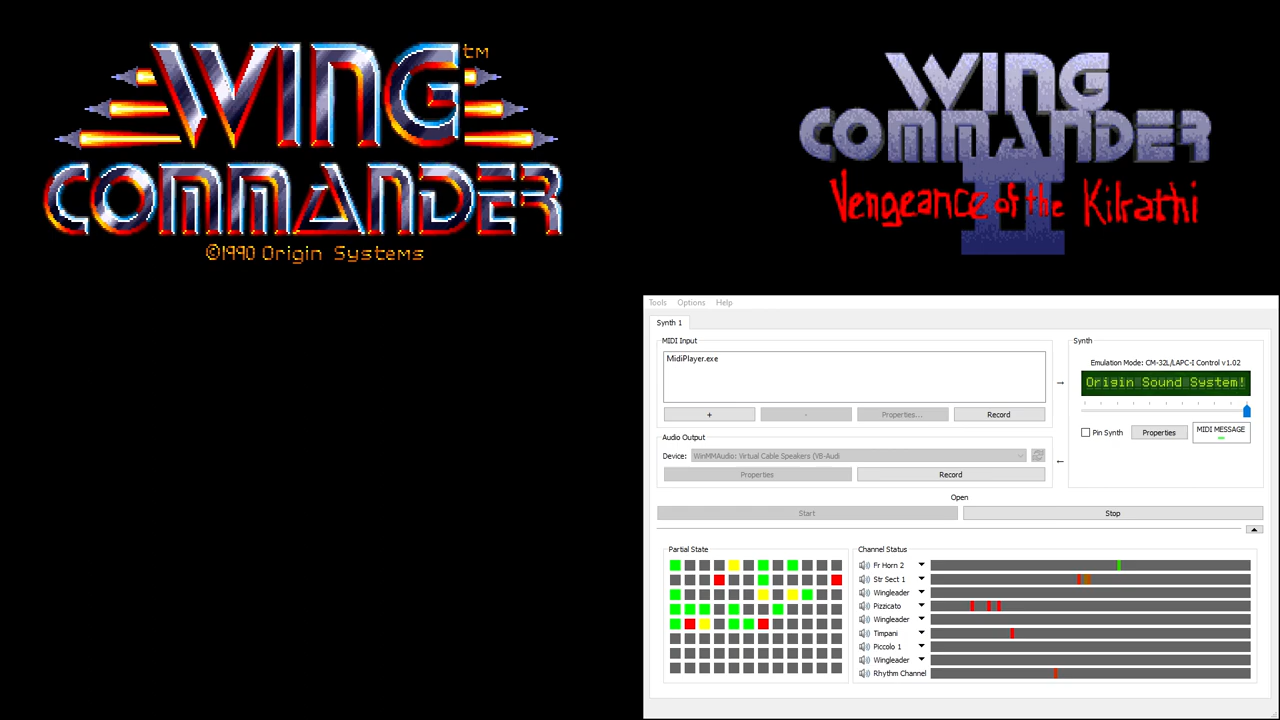 WING™
COMMANDER
©1990 Origin Systems
WING
COMMANDER
II
Vengeance of the Kilrathi
Tools Options Help
Synth 1
MIDI Input
MidiPlayer.exe
+ - Properties... Record
Audio Output
Device: WinMMAudio: Virtual Cable Speakers (VB-Audi
Properties Record
Synth
Emulation Mode: CM-32L/LAPC-I Control v1.02
Origin Sound System!
Pin Synth Properties MIDI MESSAGE
Open
Start Stop
Partial State
Channel Status
Fr Horn 2
Str Sect 1
Wingleader
Pizzicato
Wingleader
Timpani
Piccolo 1
Wingleader
Rhythm Channel